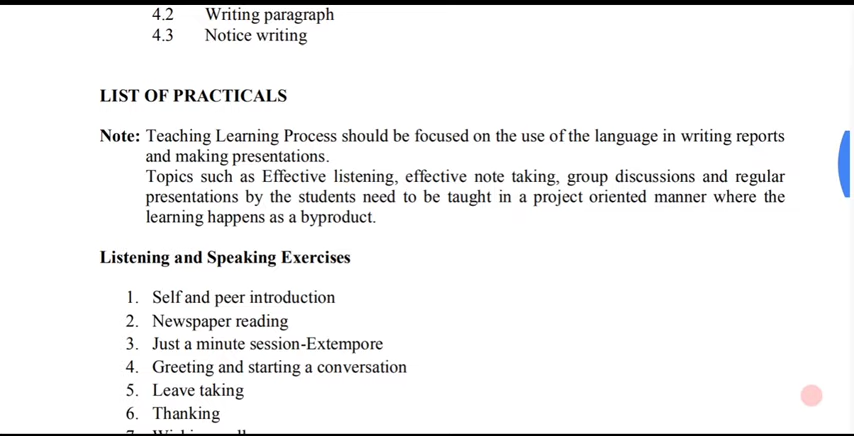 4.2 Writing paragraph
4.3 Notice writing
LIST OF PRACTICALS
Note: Teaching Learning Process should be focused on the use of the language in writing reports
and making presentations.
Topics such as Effective listening, effective note taking, group discussions and regular
presentations by the students need to be taught in a project oriented manner where the
learning happens as a byproduct.
Listening and Speaking Exercises
1. Self and peer introduction
2. Newspaper reading
3. Just a minute session-Extempore
4. Greeting and starting a conversation
5. Leave taking
6. Thanking